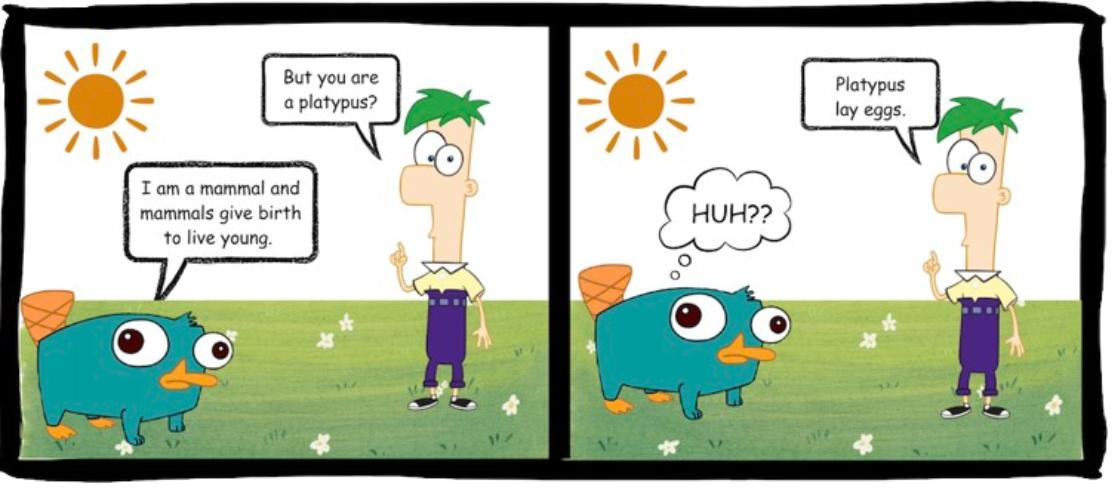 I am a mammal and
mammals give birth
to live young.
But you are
a platypus?
Platypus
lay eggs.
HUH??